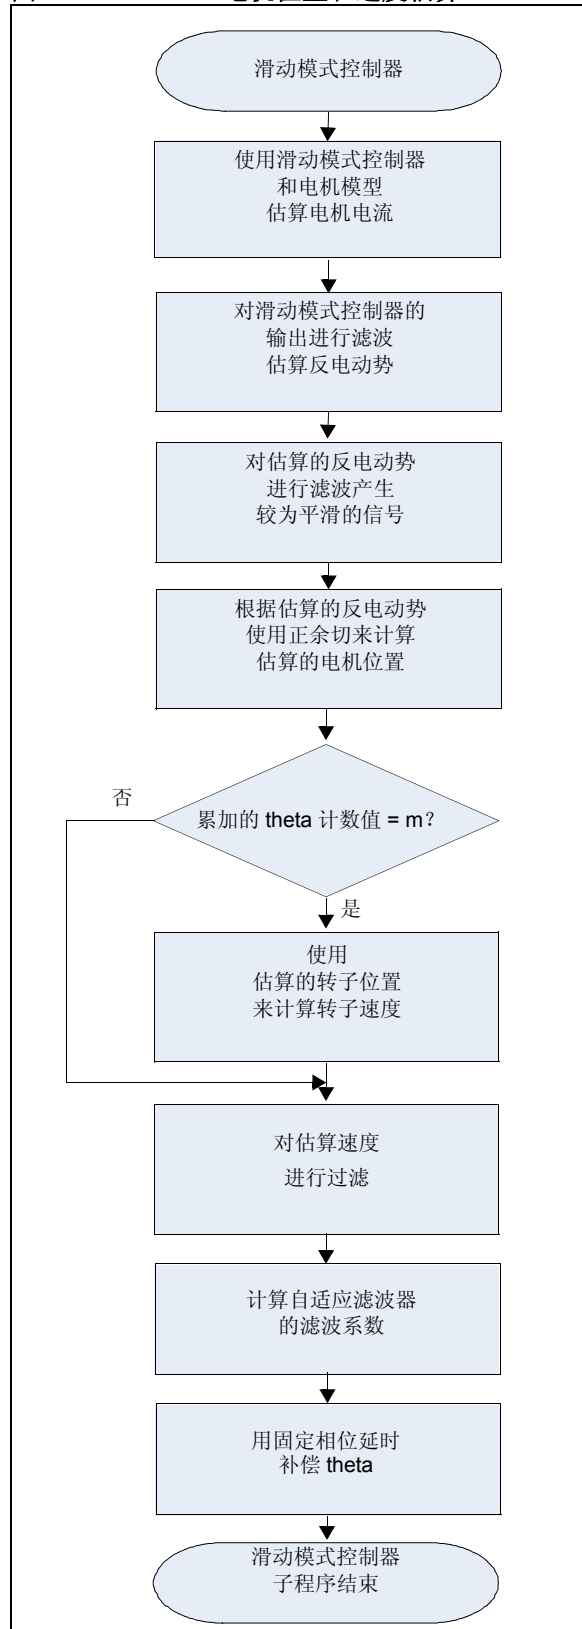 滑动模式控制器
使用滑动模式控制器
和电机模型
估算电机电流
对滑动模式控制器的
输出进行滤波
估算反电动势
对估算的反电动势
进行滤波产生
较为平滑的信号
根据估算的反电动势
使用正余切来计算
估算的电机位置
否
累加的 theta 计数值 = m？
是
使用
估算的转子位置
来计算转子速度
对估算速度
进行过滤
计算自适应滤波器
的滤波系数
用固定相位延时
补偿 theta
滑动模式控制器
子程序结束